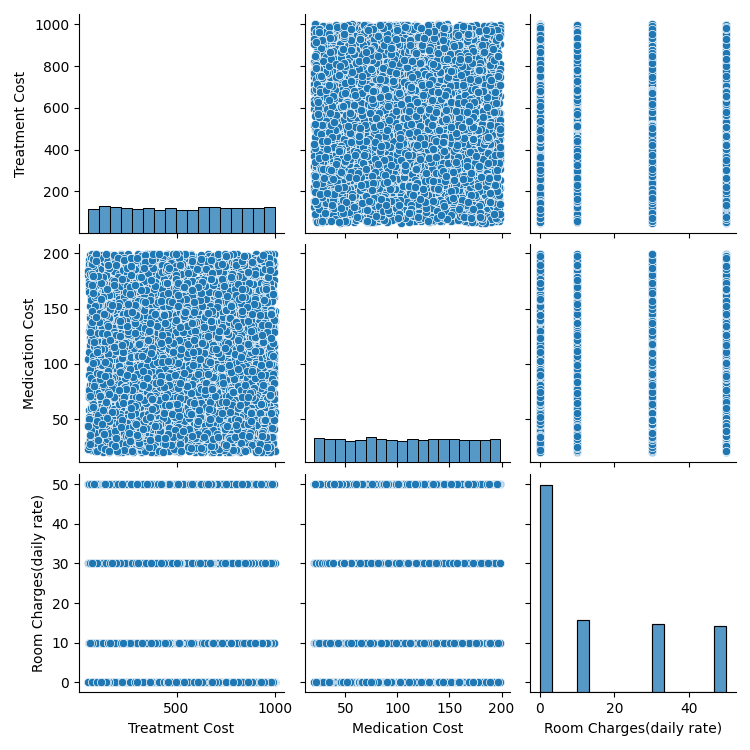 1000
800
600
400
200
Treatment Cost
200
150
100
50
Medication Cost
50
40
30
20
10
0
Room Charges(daily rate)
500 1000
50 100 150 200
0 20 40
Treatment Cost
Medication Cost
Room Charges(daily rate)